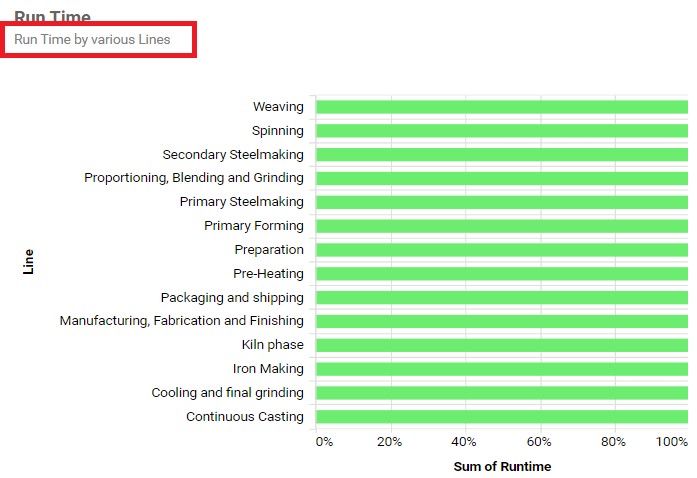 Run Time
Run Time by various Lines
Weaving
Spinning
Secondary Steelmaking
Proportioning, Blending and Grinding
Primary Steelmaking
Primary Forming
Preparation
Pre-Heating
Packaging and shipping
Manufacturing, Fabrication and Finishing
Kiln phase
Iron Making
Cooling and final grinding
Continuous Casting
Line
0% 20% 40% 60% 80% 100%
Sum of Runtime